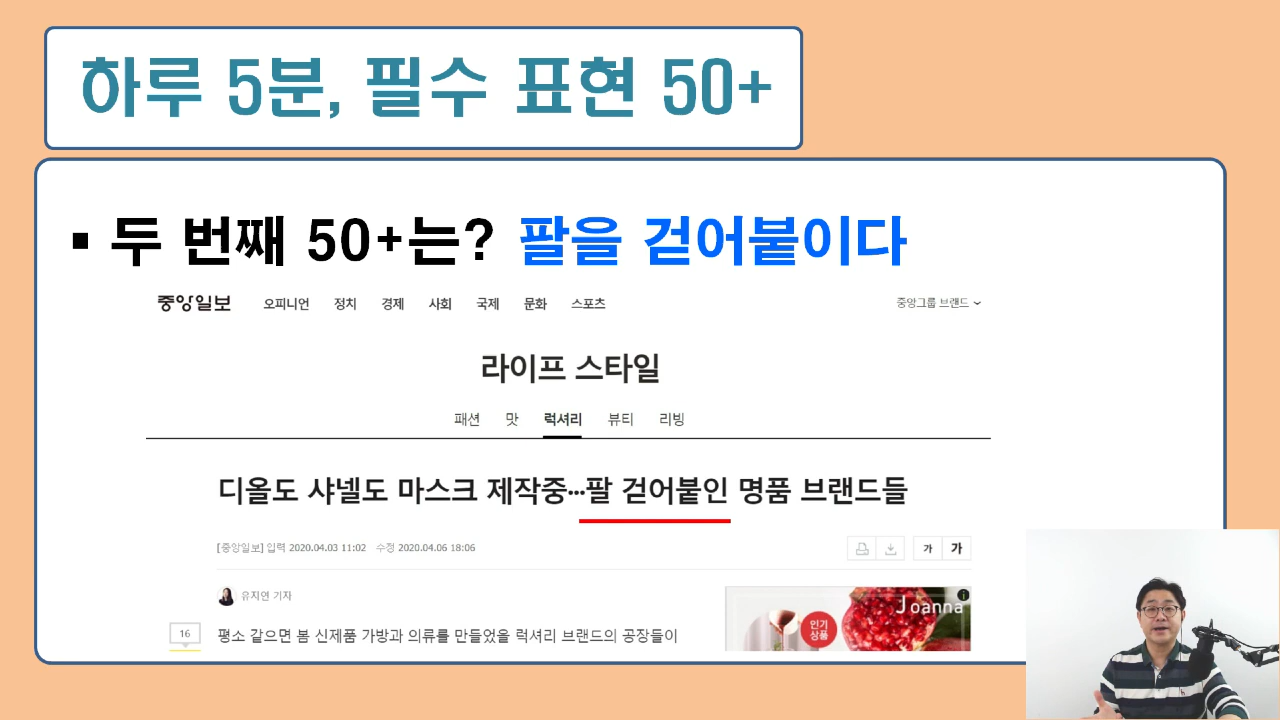 하루 5분, 필수 표현 50+
▪ 두 번째 50+는? 팔을 걷어붙이다
중앙일보 오피니언 정치 경제 사회 국제 문화 스포츠 중앙그룹 브랜드
라이프 스타일
패션 맛 럭셔리 뷰티 리빙
디올도 샤넬도 마스크 제작중…팔 걷어붙인 명품 브랜드들
[중앙일보] 입력 2020.04.03 11:02 수정 2020.04.06 18:06 가 가
유지연 기자
Joanna
인기
상품
16
평소 같으면 봄 신제품 가방과 의류를 만들었을 럭셔리 브랜드의 공장들이